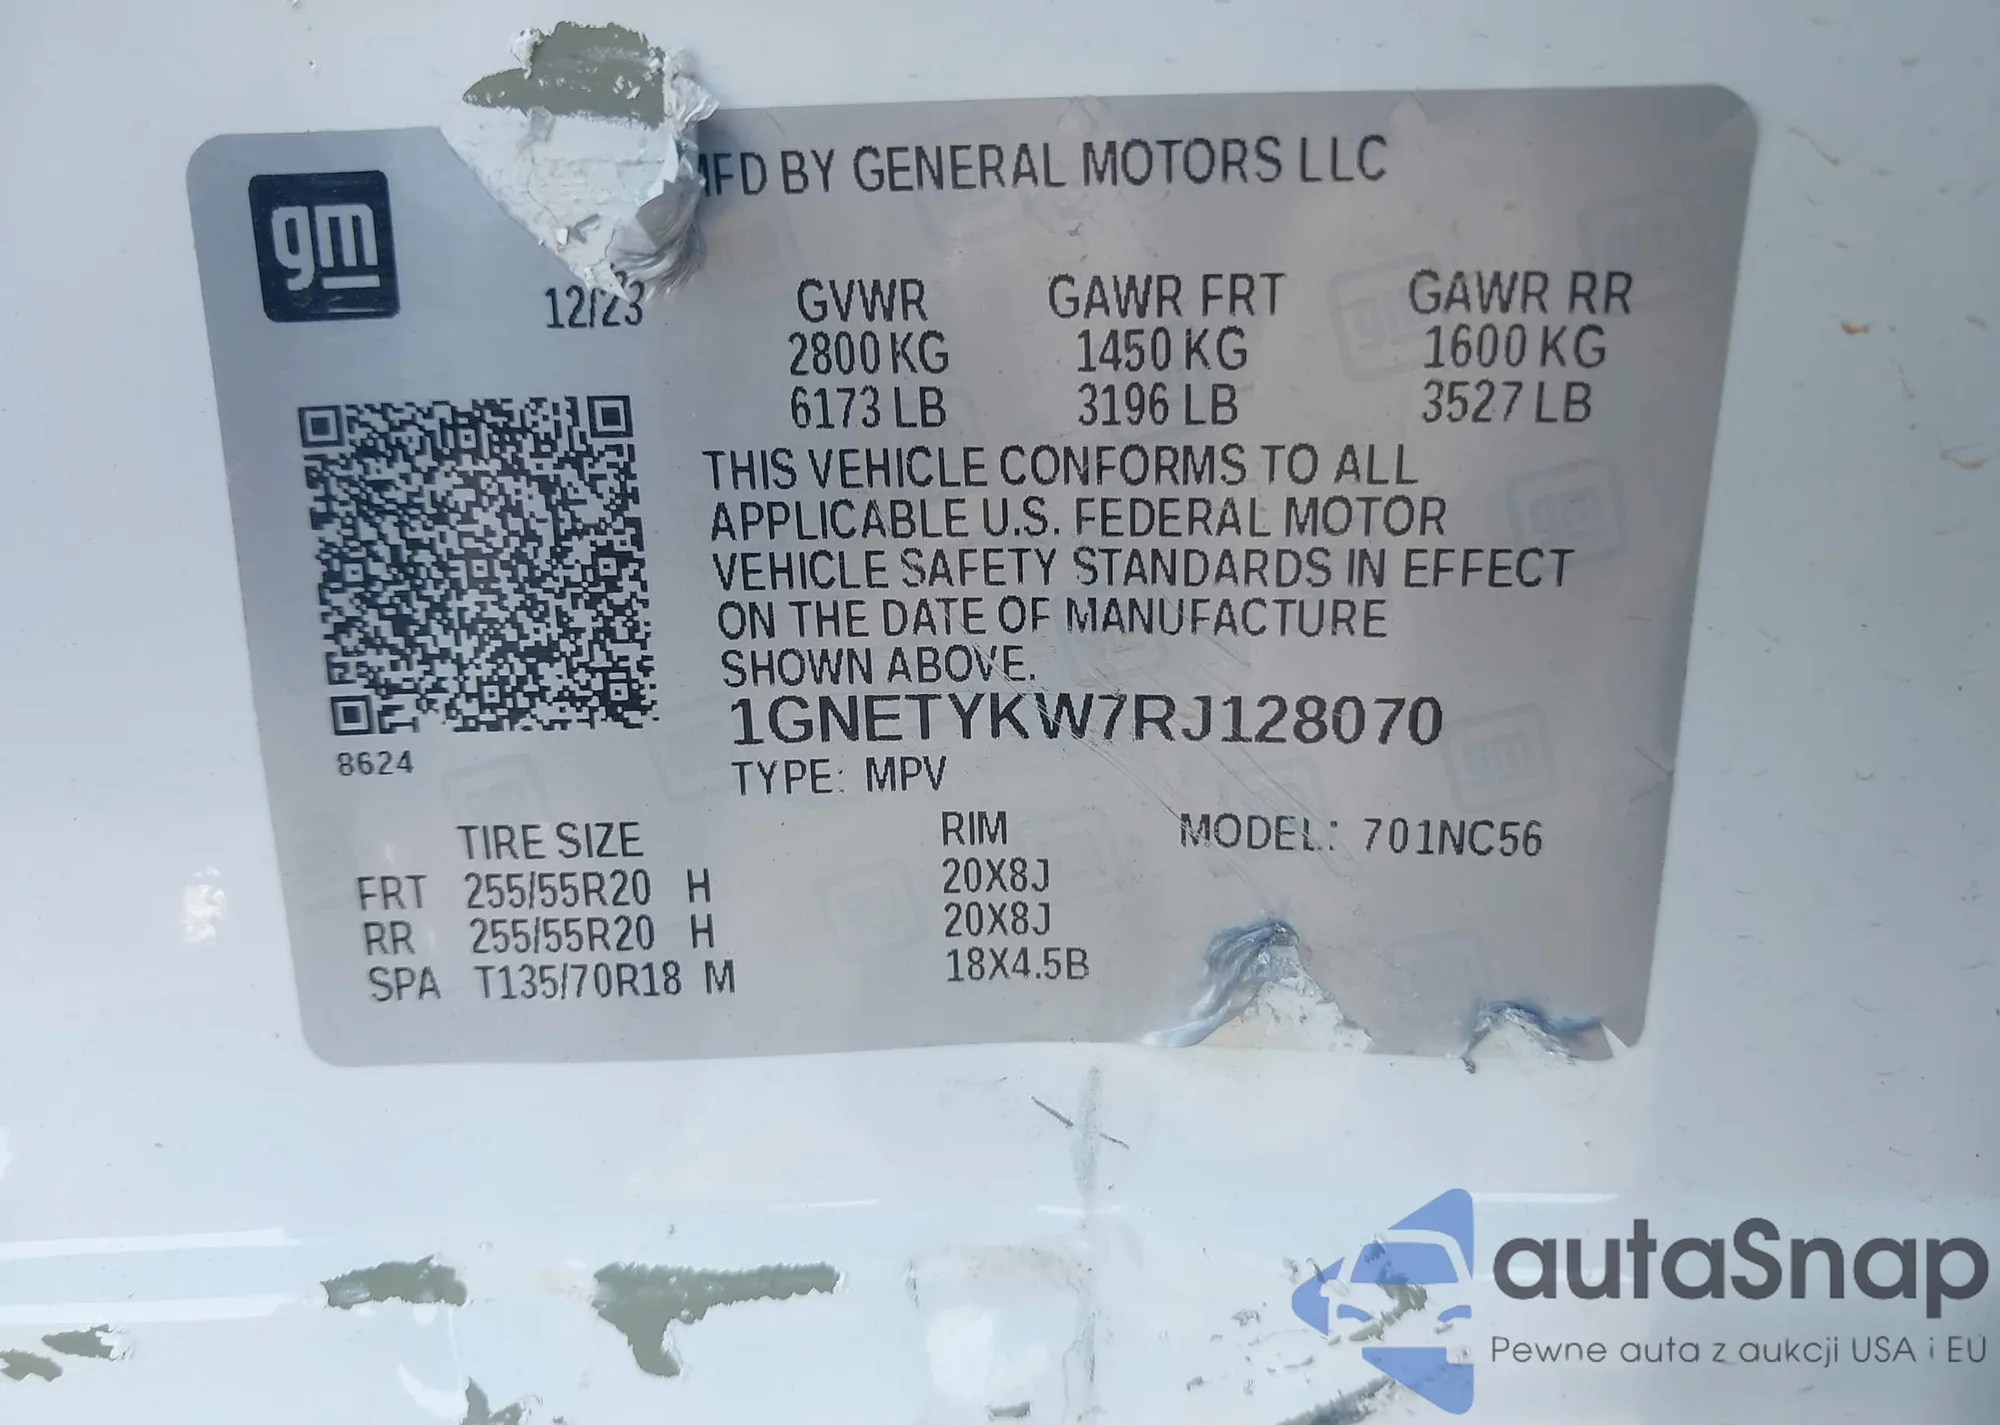 MFD BY GENERAL MOTORS LLC
gm
12/23
GVWR GAWR FRT GAWR RR
2800 KG 1450 KG 1600 KG
6173 LB 3196 LB 3527 LB
THIS VEHICLE CONFORMS TO ALL
APPLICABLE U.S. FEDERAL MOTOR
VEHICLE SAFETY STANDARDS IN EFFECT
ON THE DATE OF MANUFACTURE
SHOWN ABOVE.
1GNETYKW7RJ128070
8624
TYPE: MPV
TIRE SIZE RIM MODEL: 701NC56
FRT 255/55R20 H 20X8J
RR 255/55R20 H 20X8J
SPA T135/70R18 M 18X4.5B
autaSnap
Pewne auta z aukcji USA i EU